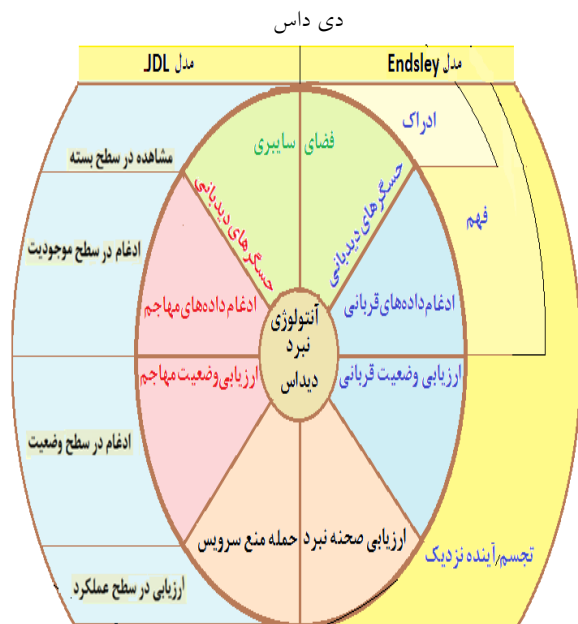 دی داس
مدل Endsley
مدل JDL
ادراک
فضای سایبری
مشاهده در سطح بسته
حسگرهای دیدبانی
حسگرهای دیدبانی
فهم
ادغام در سطح موجودیت
ادغام داده‌های قربانی
آنتولوژی
نبرد
دیداس
ادغام داده‌های مهاجم
ارزیابی وضعیت قربانی
ارزیابی وضعیت مهاجم
ادغام در سطح وضعیت
ارزیابی صحنه نبرد
حمله منع سرویس
تجسم/آینده نزدیک
ارزیابی در سطح عملکرد